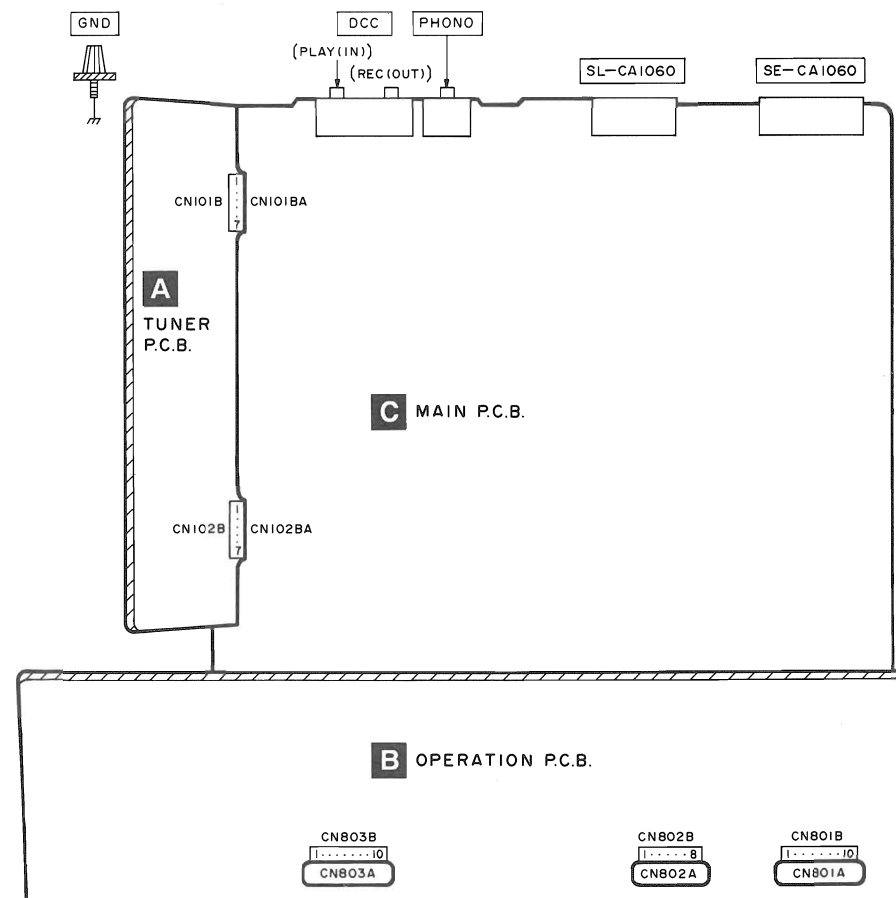 GND
DCC
PHONO
(PLAY(IN))
(REC(OUT))
SL-CA1060
SE-CA1060
CN101B
1
7
CN101BA
A
TUNER
P.C.B.
C MAIN P.C.B.
CN102B
1
7
CN102BA
B OPERATION P.C.B.
CN803B
1·······10
CN803A
CN802B
1·····8
CN802A
CN801B
1·······10
CN801A